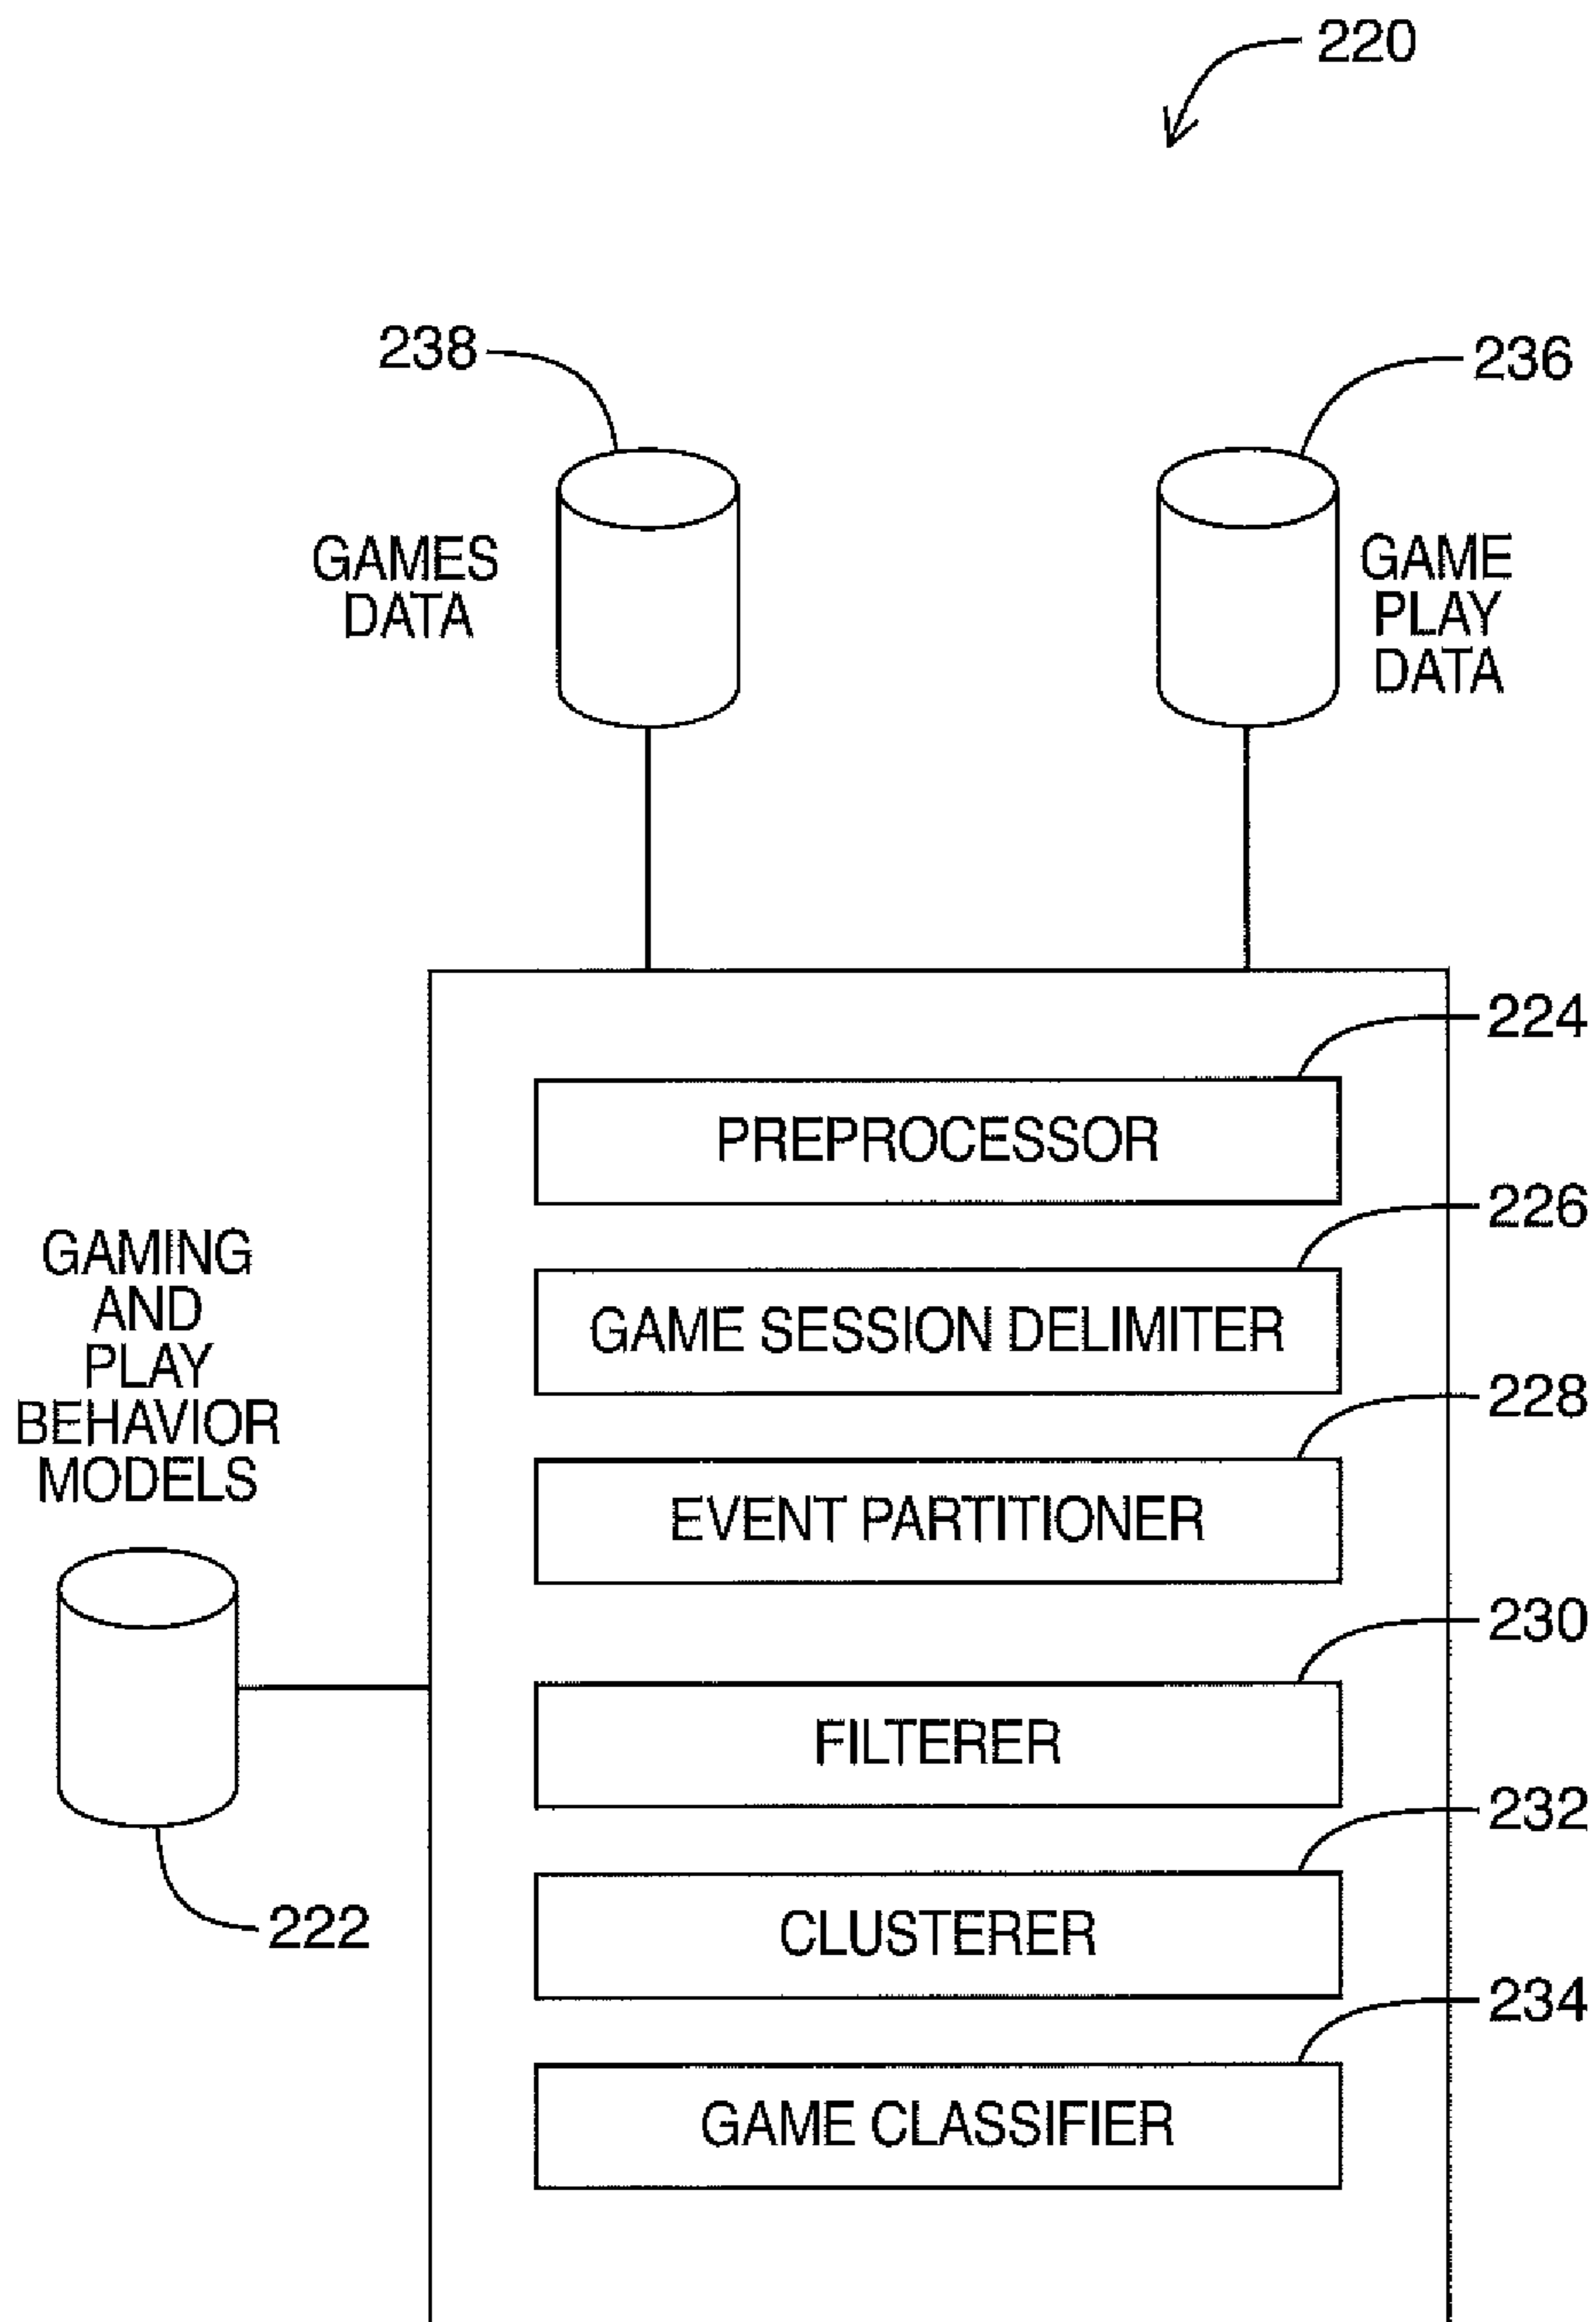 220
238
236
GAMES
DATA
GAME
PLAY
DATA
224
PREPROCESSOR
226
GAME SESSION DELIMITER
228
EVENT PARTITIONER
GAMING
AND
PLAY
BEHAVIOR
MODELS
230
FILTERER
232
CLUSTERER
222
234
GAME CLASSIFIER